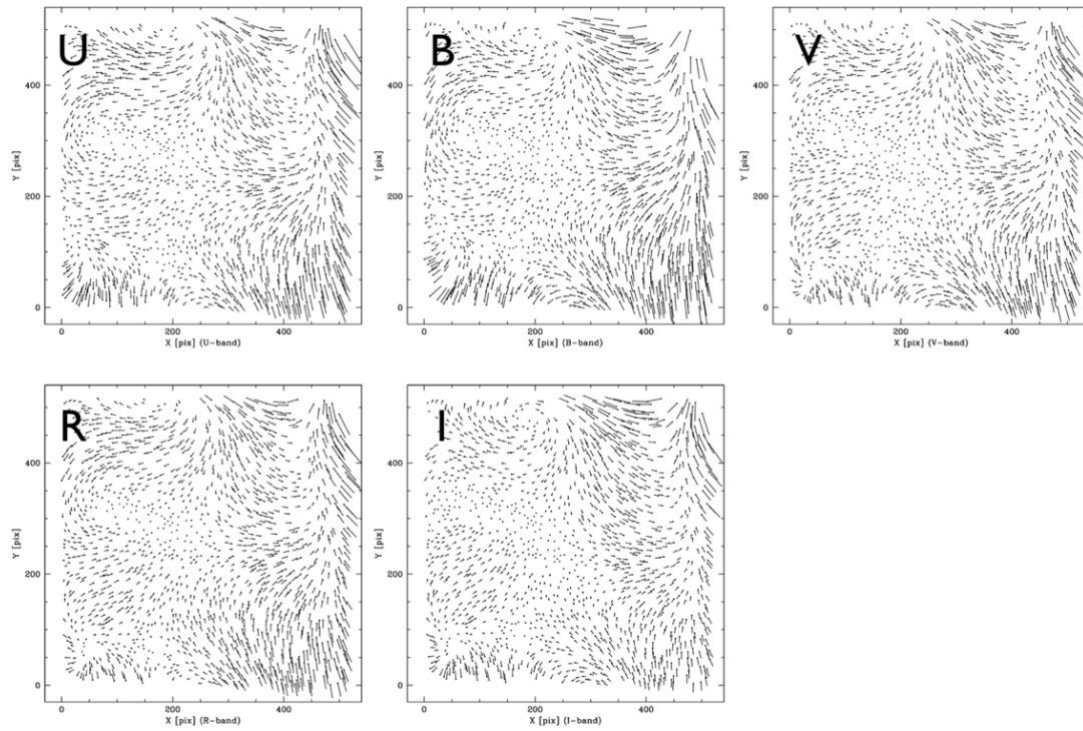 U
B
V
400
200
0
Y [pix]
0
200
400
X [pix] (U-band)
400
200
0
Y [pix]
0
200
400
X [pix] (B-band)
400
200
0
Y [pix]
0
200
400
X [pix] (V-band)
R
I
400
200
0
Y [pix]
0
200
400
X [pix] (R-band)
400
200
0
Y [pix]
0
200
400
X [pix] (I-band)